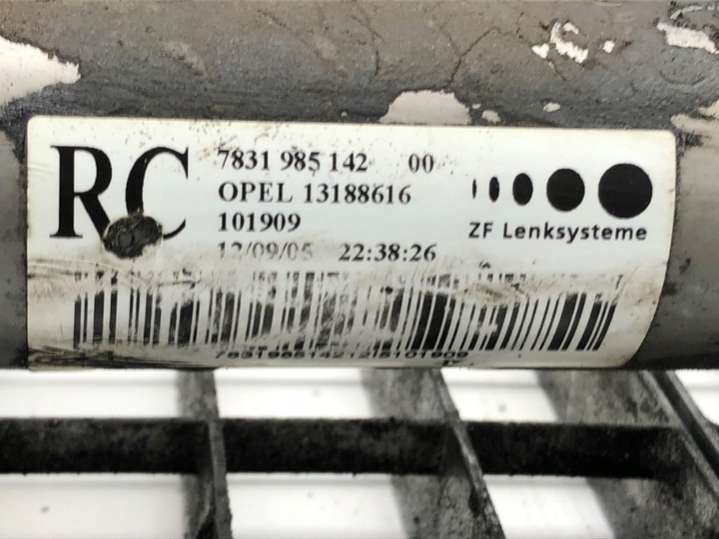 RC
7831 985 142 00
OPEL 13188616
101909
12/09/05 22:38:26
ZF Lenksysteme